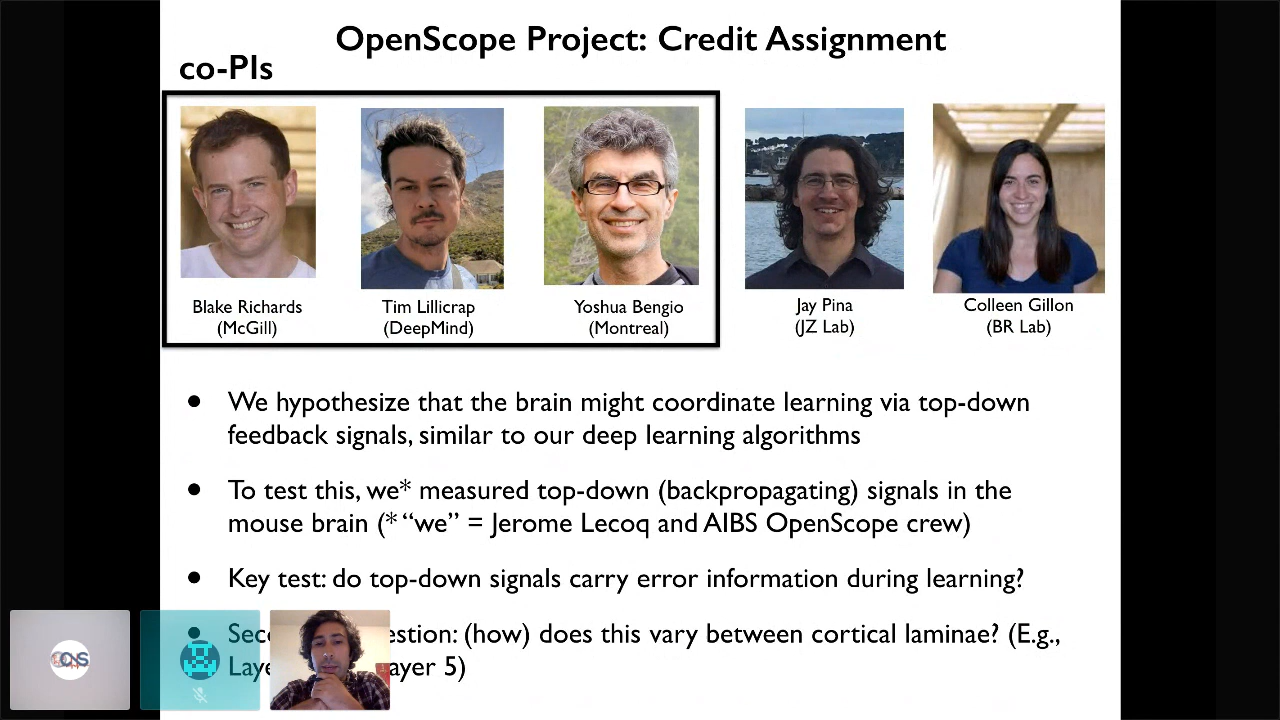 OpenScope Project: Credit Assignment
co-PIs
Blake Richards
(McGill)
Tim Lillicrap
(DeepMind)
Yoshua Bengio
(Montreal)
Jay Pina
(JZ Lab)
Colleen Gillon
(BR Lab)
• We hypothesize that the brain might coordinate learning via top-down
feedback signals, similar to our deep learning algorithms
• To test this, we* measured top-down (backpropagating) signals in the
mouse brain (* “we” = Jerome Lecoq and AIBS OpenScope crew)
• Key test: do top-down signals carry error information during learning?
• (how) does this vary between cortical laminae? (E.g.,
5)